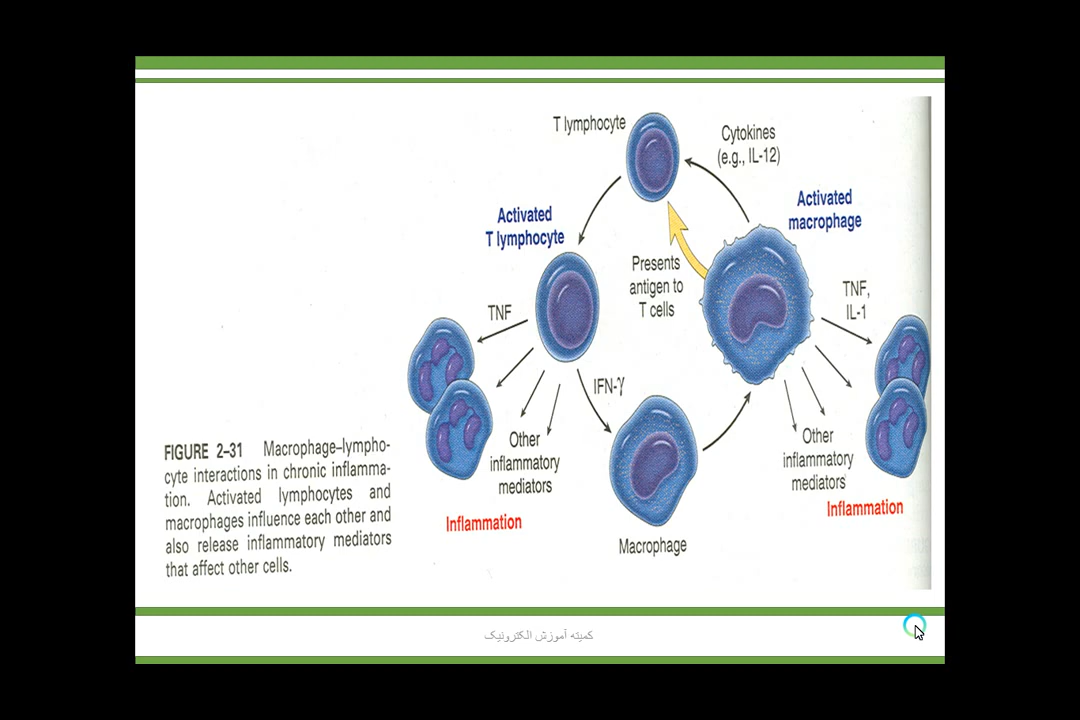 T lymphocyte
Cytokines
(e.g., IL-12)
Activated
macrophage
Activated
T lymphocyte
Presents
antigen to
T cells
TNF,
IL-1
TNF
IFN-γ
Other
inflammatory
mediators
Inflammation
Other
inflammatory
mediators
Inflammation
Macrophage
FIGURE 2–31 Macrophage–lympho-
cyte interactions in chronic inflamma-
tion. Activated lymphocytes and
macrophages influence each other and
also release inflammatory mediators
that affect other cells.
کمیته آموزش الکترونیک